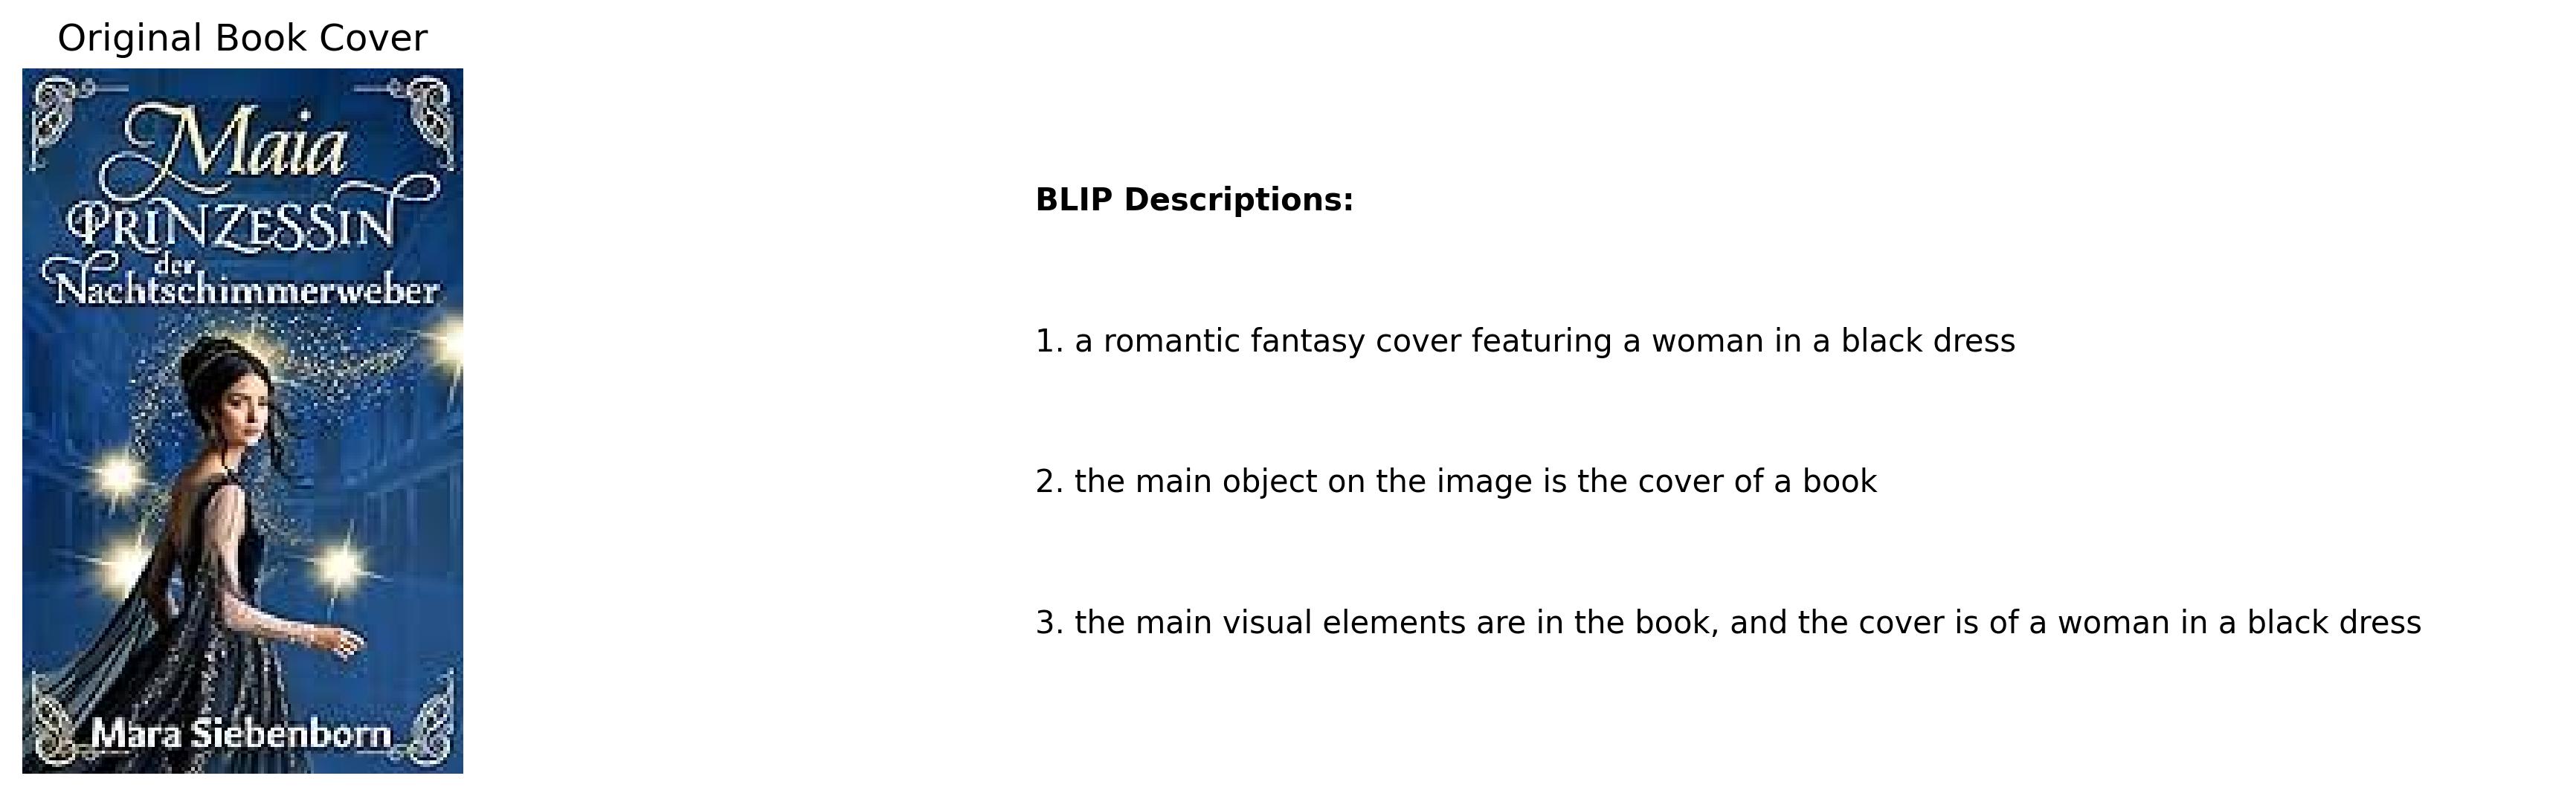 Original Book Cover
Maia
PRINZESSIN
der
Nachtschimmerweber
Mara Siebenborn
BLIP Descriptions:
1. a romantic fantasy cover featuring a woman in a black dress
2. the main object on the image is the cover of a book
3. the main visual elements are in the book, and the cover is of a woman in a black dress